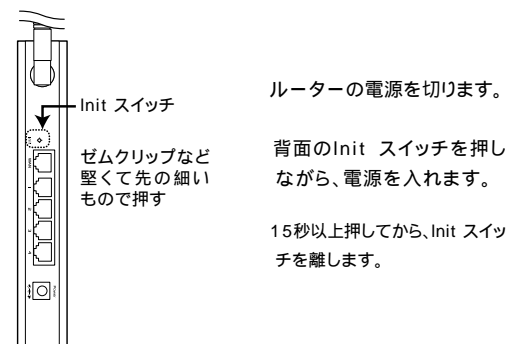 Init スイッチ
ゼムクリップなど
堅くて先の細い
もので押す
ルーターの電源を切ります。
背面のInit スイッチを押し
ながら、電源を入れます。
15秒以上押してから、Init スイッ
チを離します。